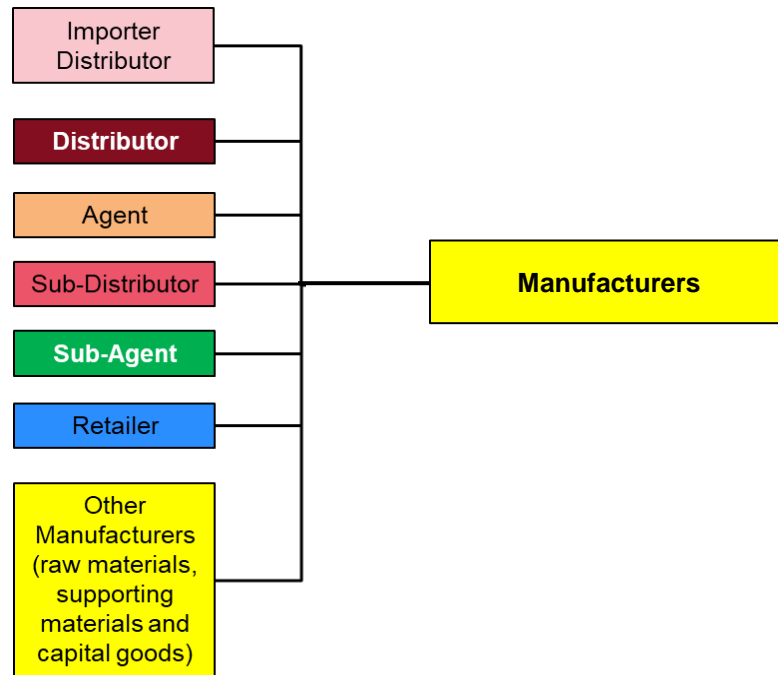 Importer
Distributor
Distributor
Agent
Sub-Distributor
Manufacturers
Sub-Agent
Retailer
Other
Manufacturers
(raw materials,
supporting
materials and
capital goods)